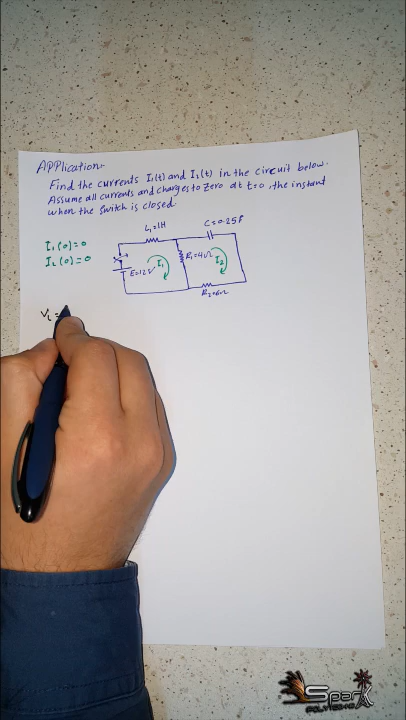 APPlication:-
Find the currents I₁(t) and I₂(t) in the circuit below.
Assume all currents and charges to Zero at t=0, the instant
when the switch is closed.
L₁=1H
C=0.25F
I₁(0)=0
I₂(0)=0
E=12V
I₁
R₁=4Ω
I₂
R₂=6Ω
V_L =
Spark
POLYTECHNIC